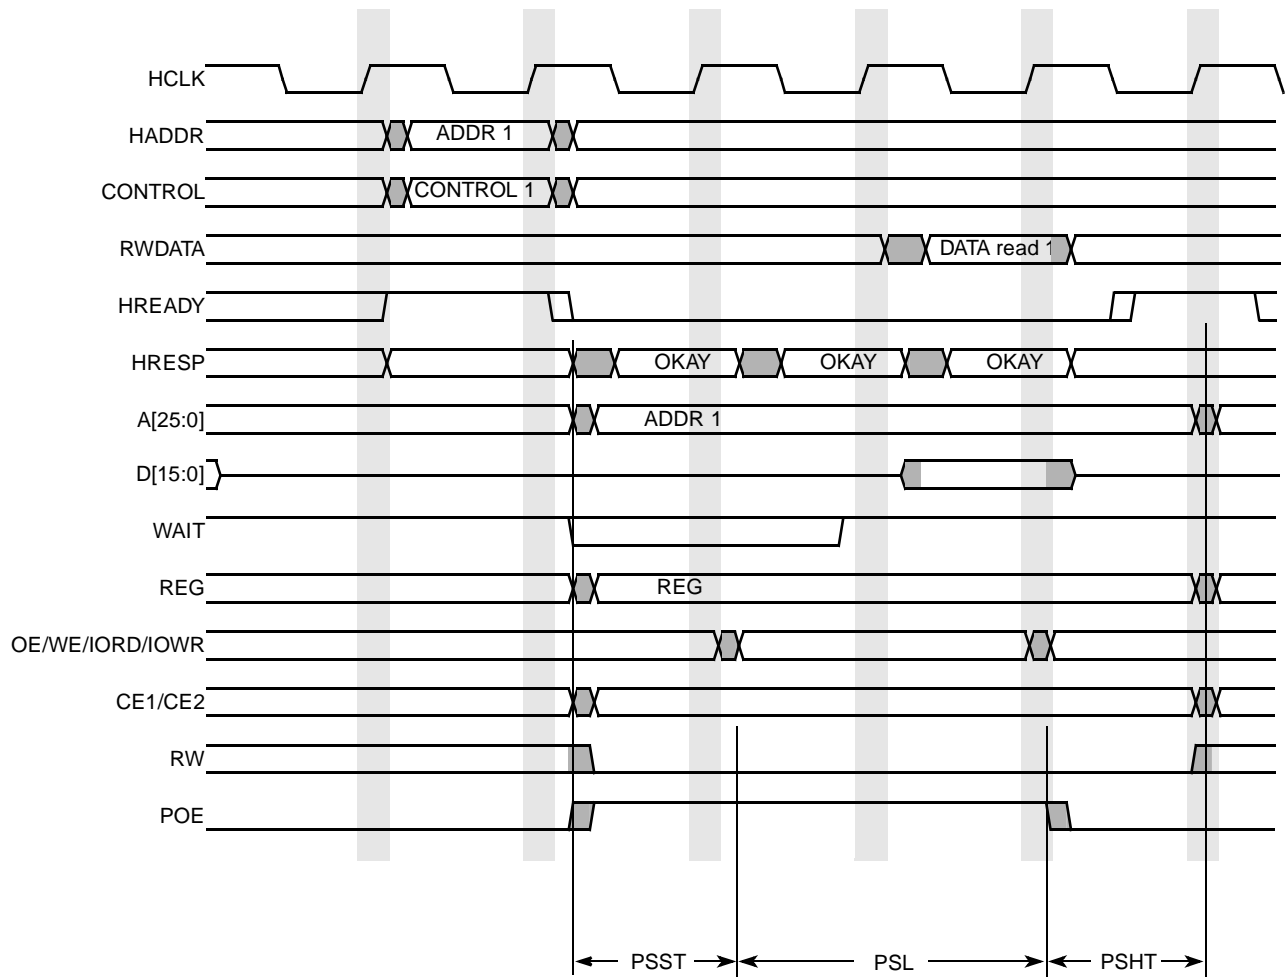 HCLK
HADDR ADDR 1
CONTROL CONTROL 1
RWDATA DATA read 1
HREADY
HRESP OKAY OKAY OKAY
A[25:0] ADDR 1
D[15:0]
WAIT
REG REG
OE/WE/IORD/IOWR
CE1/CE2
RW
POE
PSST PSL PSHT